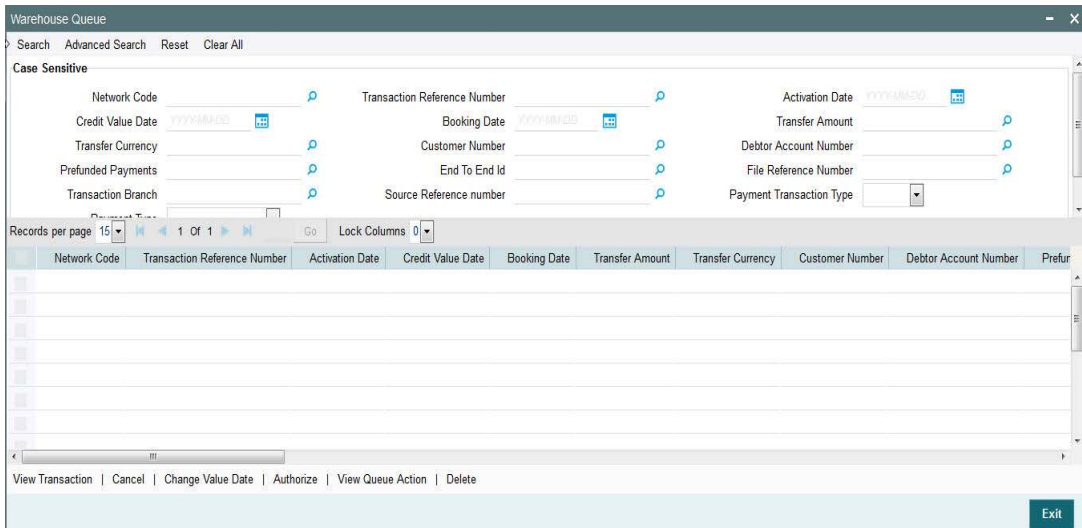 Warehouse Queue
Search Advanced Search Reset Clear All
Case Sensitive
Network Code Transaction Reference Number Activation Date YYYY-MM-DD
Credit Value Date YYYY-MM-DD Booking Date YYYY-MM-DD Transfer Amount
Transfer Currency Customer Number Debtor Account Number
Prefunded Payments End To End Id File Reference Number
Transaction Branch Source Reference number Payment Transaction Type
Payment Type
Records per page 15 1 Of 1 Go Lock Columns 0
Network Code Transaction Reference Number Activation Date Credit Value Date Booking Date Transfer Amount Transfer Currency Customer Number Debtor Account Number Prefun
View Transaction | Cancel | Change Value Date | Authorize | View Queue Action | Delete
Exit